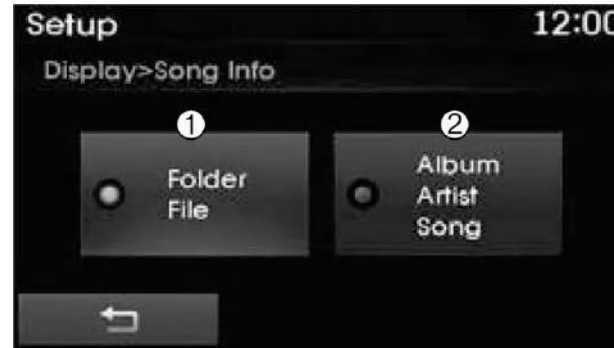 Setup
12:00
Display>Song Info
①
②
Folder
File
Album
Artist
Song